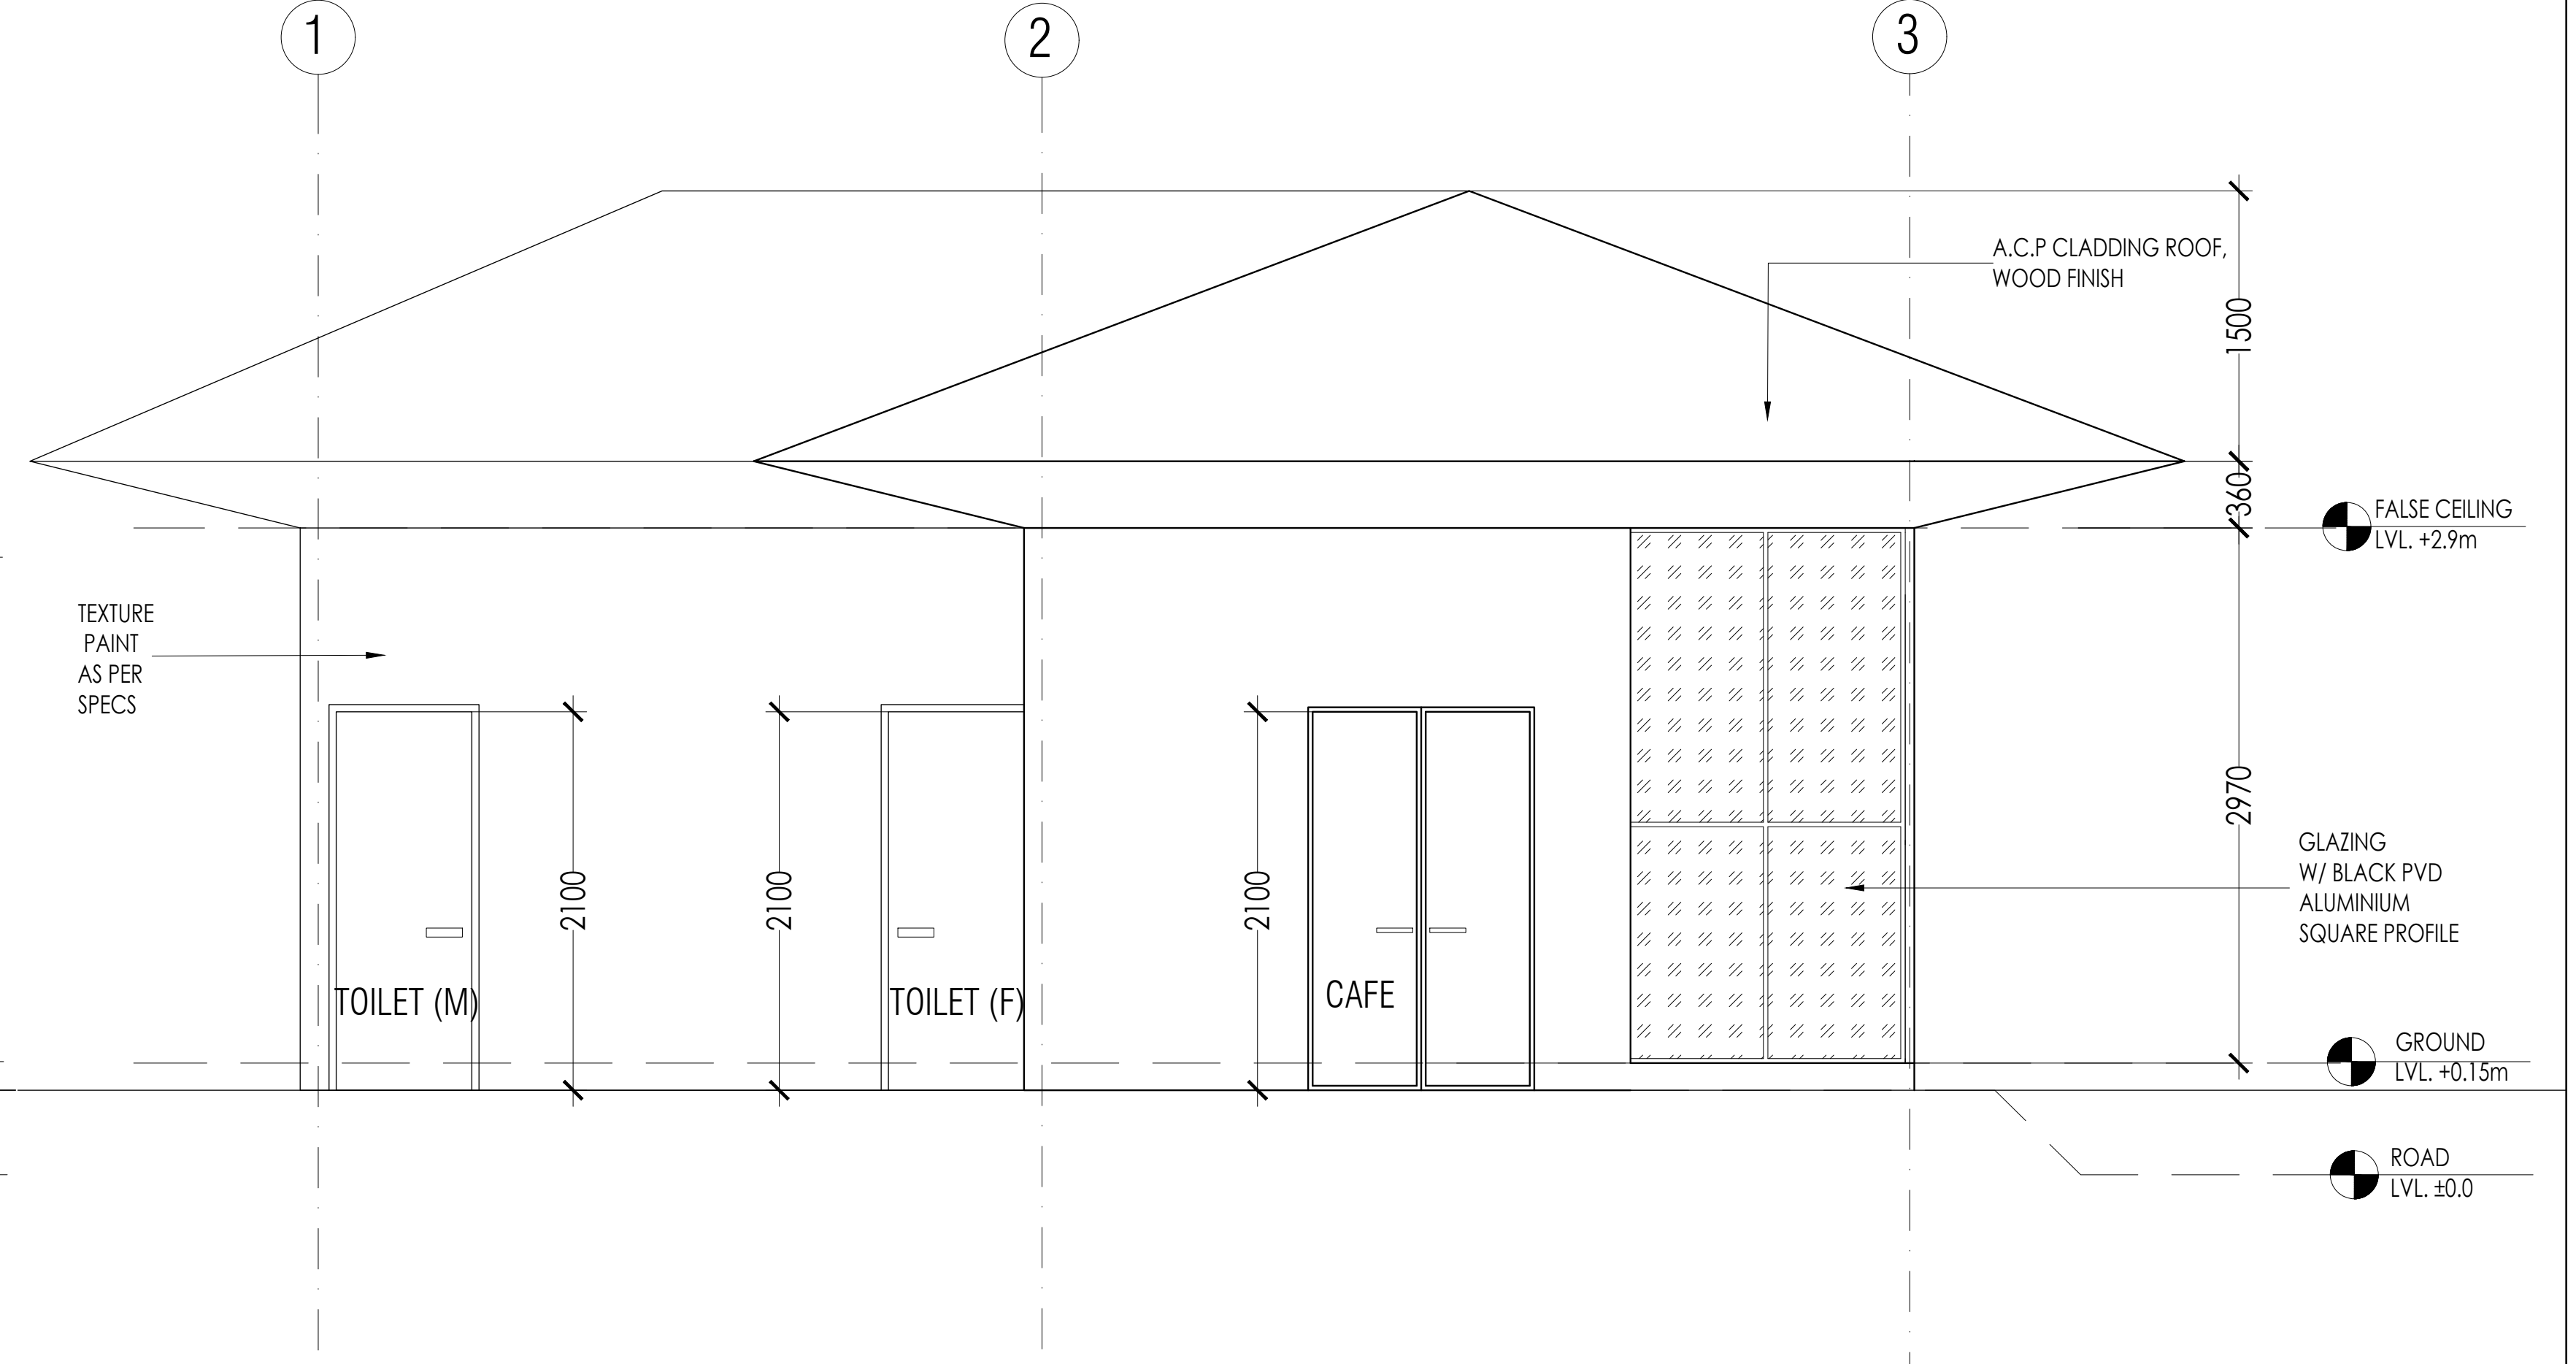 1
2
3
A.C.P CLADDING ROOF,
WOOD FINISH
1500
360
FALSE CEILING
LVL. +2.9m
TEXTURE
PAINT
AS PER
SPECS
2970
GLAZING
W/ BLACK PVD
ALUMINIUM
SQUARE PROFILE
2100
2100
2100
TOILET (M)
TOILET (F)
CAFE
GROUND
LVL. +0.15m
ROAD
LVL. ±0.0